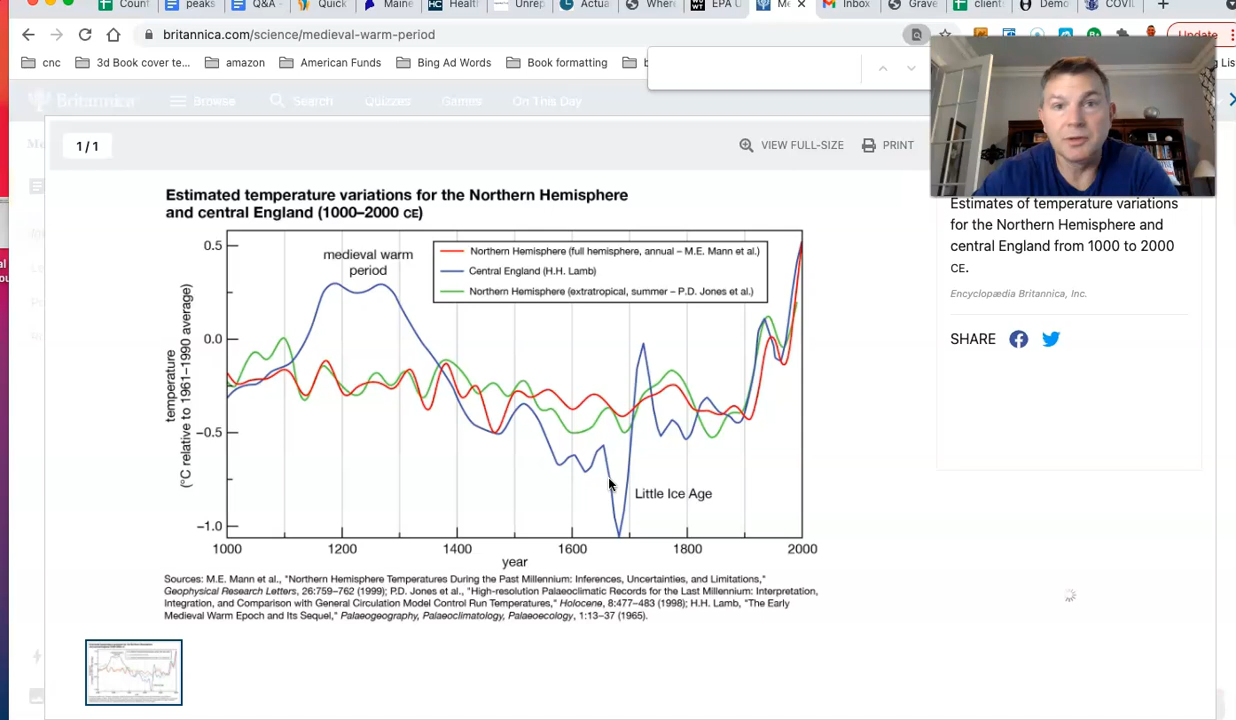 Count
peaks
Q&A -
Quick
Maine
Healt
Unrep
Actua
Where
EPA U
Me
Inbox
Grave
client
Demo
COVI
britannica.com/science/medieval-warm-period
Update
cnc
3d Book cover te...
amazon
American Funds
Bing Ad Words
Book formatting
Britannica
Browse
Search
Quizzes
Games
On This Day
1 / 1
VIEW FULL-SIZE
PRINT
Estimated temperature variations for the Northern Hemisphere
and central England (1000–2000 CE)
medieval warm
period
Northern Hemisphere (full hemisphere, annual – M.E. Mann et al.)
Central England (H.H. Lamb)
Northern Hemisphere (extratropical, summer – P.D. Jones et al.)
temperature
(°C relative to 1961–1990 average)
0.5
0.0
−0.5
−1.0
Little Ice Age
1000
1200
1400
1600
1800
2000
year
Sources: M.E. Mann et al., "Northern Hemisphere Temperatures During the Past Millennium: Inferences, Uncertainties, and Limitations,"
Geophysical Research Letters, 26:759–762 (1999); P.D. Jones et al., "High-resolution Palaeoclimatic Records for the Last Millennium: Interpretation,
Integration, and Comparison with General Circulation Model Control Run Temperatures," Holocene, 8:477–483 (1998); H.H. Lamb, "The Early
Medieval Warm Epoch and Its Sequel," Palaeogeography, Palaeoclimatology, Palaeoecology, 1:13–37 (1965).
Estimates of temperature variations
for the Northern Hemisphere and
central England from 1000 to 2000
CE.
Encyclopædia Britannica, Inc.
SHARE